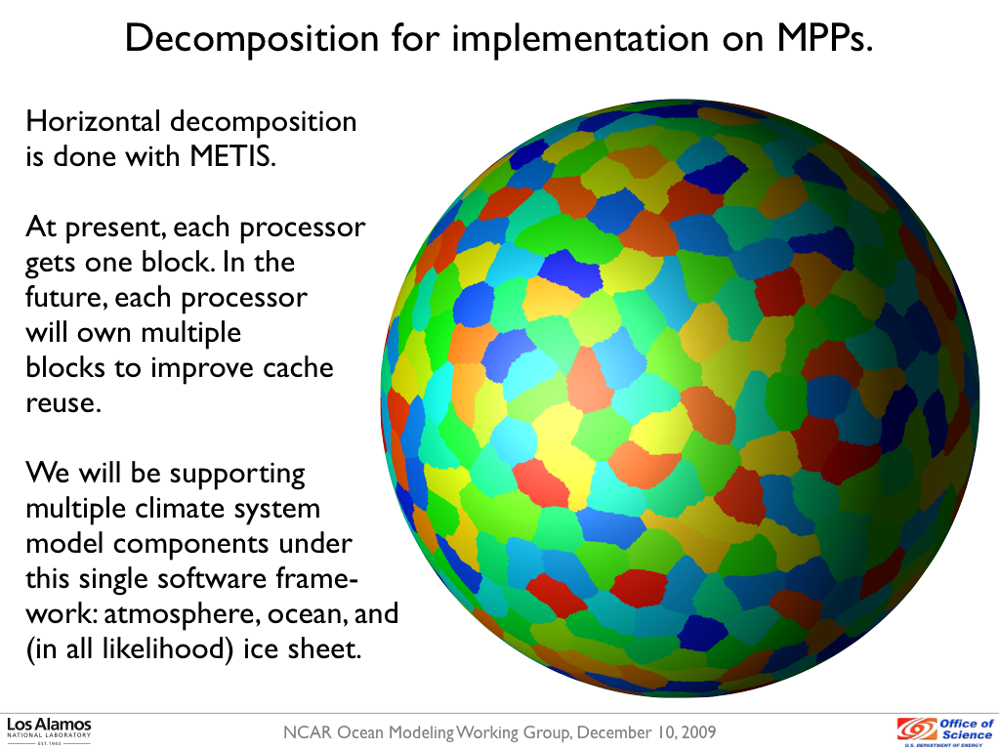 Decomposition for implementation on MPPs.
Horizontal decomposition
is done with METIS.
At present, each processor
gets one block. In the
future, each processor
will own multiple
blocks to improve cache
reuse.
We will be supporting
multiple climate system
model components under
this single software frame-
work: atmosphere, ocean, and
(in all likelihood) ice sheet.
Los Alamos
NATIONAL LABORATORY
EST. 1943
NCAR Ocean Modeling Working Group, December 10, 2009
Office of
Science
U.S. DEPARTMENT OF ENERGY